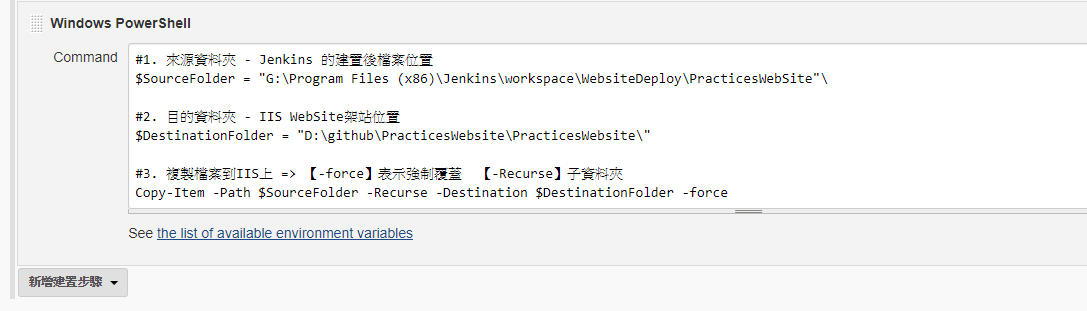 Windows PowerShell
Command
#1. 來源資料夾 - Jenkins 的建置後檔案位置
$SourceFolder = "G:\Program Files (x86)\Jenkins\workspace\WebsiteDeploy\PracticesWebSite"\
#2. 目的資料夾 - IIS WebSite架站位置
$DestinationFolder = "D:\github\PracticesWebsite\PracticesWebsite\"
#3. 複製檔案到IIS上 => 【-force】表示強制覆蓋 【-Recurse】子資料夾
Copy-Item -Path $SourceFolder -Recurse -Destination $DestinationFolder -force
See the list of available environment variables
新增建置步驟